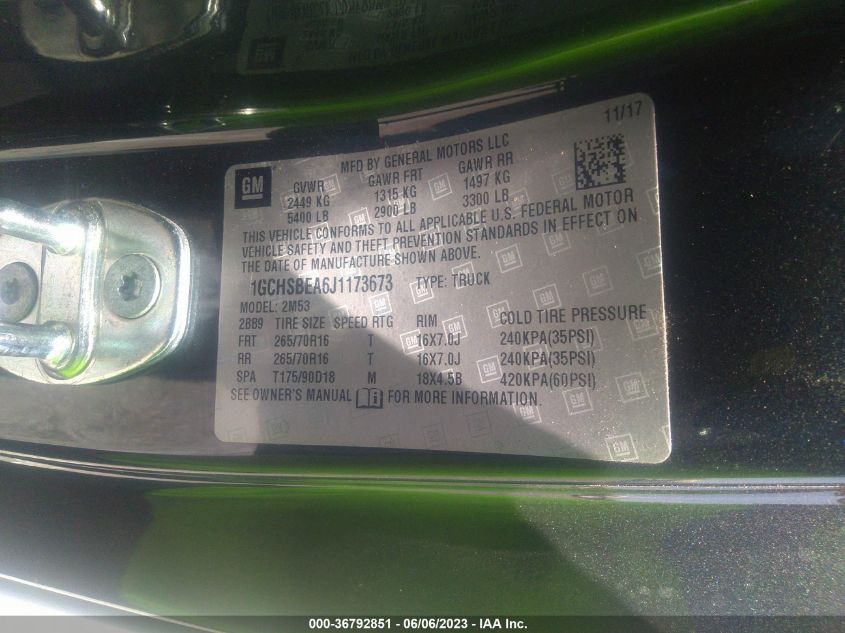 11/17
MFD BY GENERAL MOTORS LLC
GM
GVWR GAWR FRT GAWR RR
2449 KG 1315 KG 1497 KG
5400 LB 2900 LB 3300 LB
THIS VEHICLE CONFORMS TO ALL APPLICABLE U.S. FEDERAL MOTOR
VEHICLE SAFETY AND THEFT PREVENTION STANDARDS IN EFFECT ON
THE DATE OF MANUFACTURE SHOWN ABOVE.
1GCHSBEA6J1173673 TYPE: TRUCK
MODEL: 2M53
2BB9 TIRE SIZE SPEED RTG RIM COLD TIRE PRESSURE
FRT 265/70R16 T 16X7.0J 240KPA(35PSI)
RR 265/70R16 T 16X7.0J 240KPA(35PSI)
SPA T175/90D18 M 18X4.5B 420KPA(60PSI)
SEE OWNER'S MANUAL FOR MORE INFORMATION.
000-36792851 - 06/06/2023 - IAA Inc.